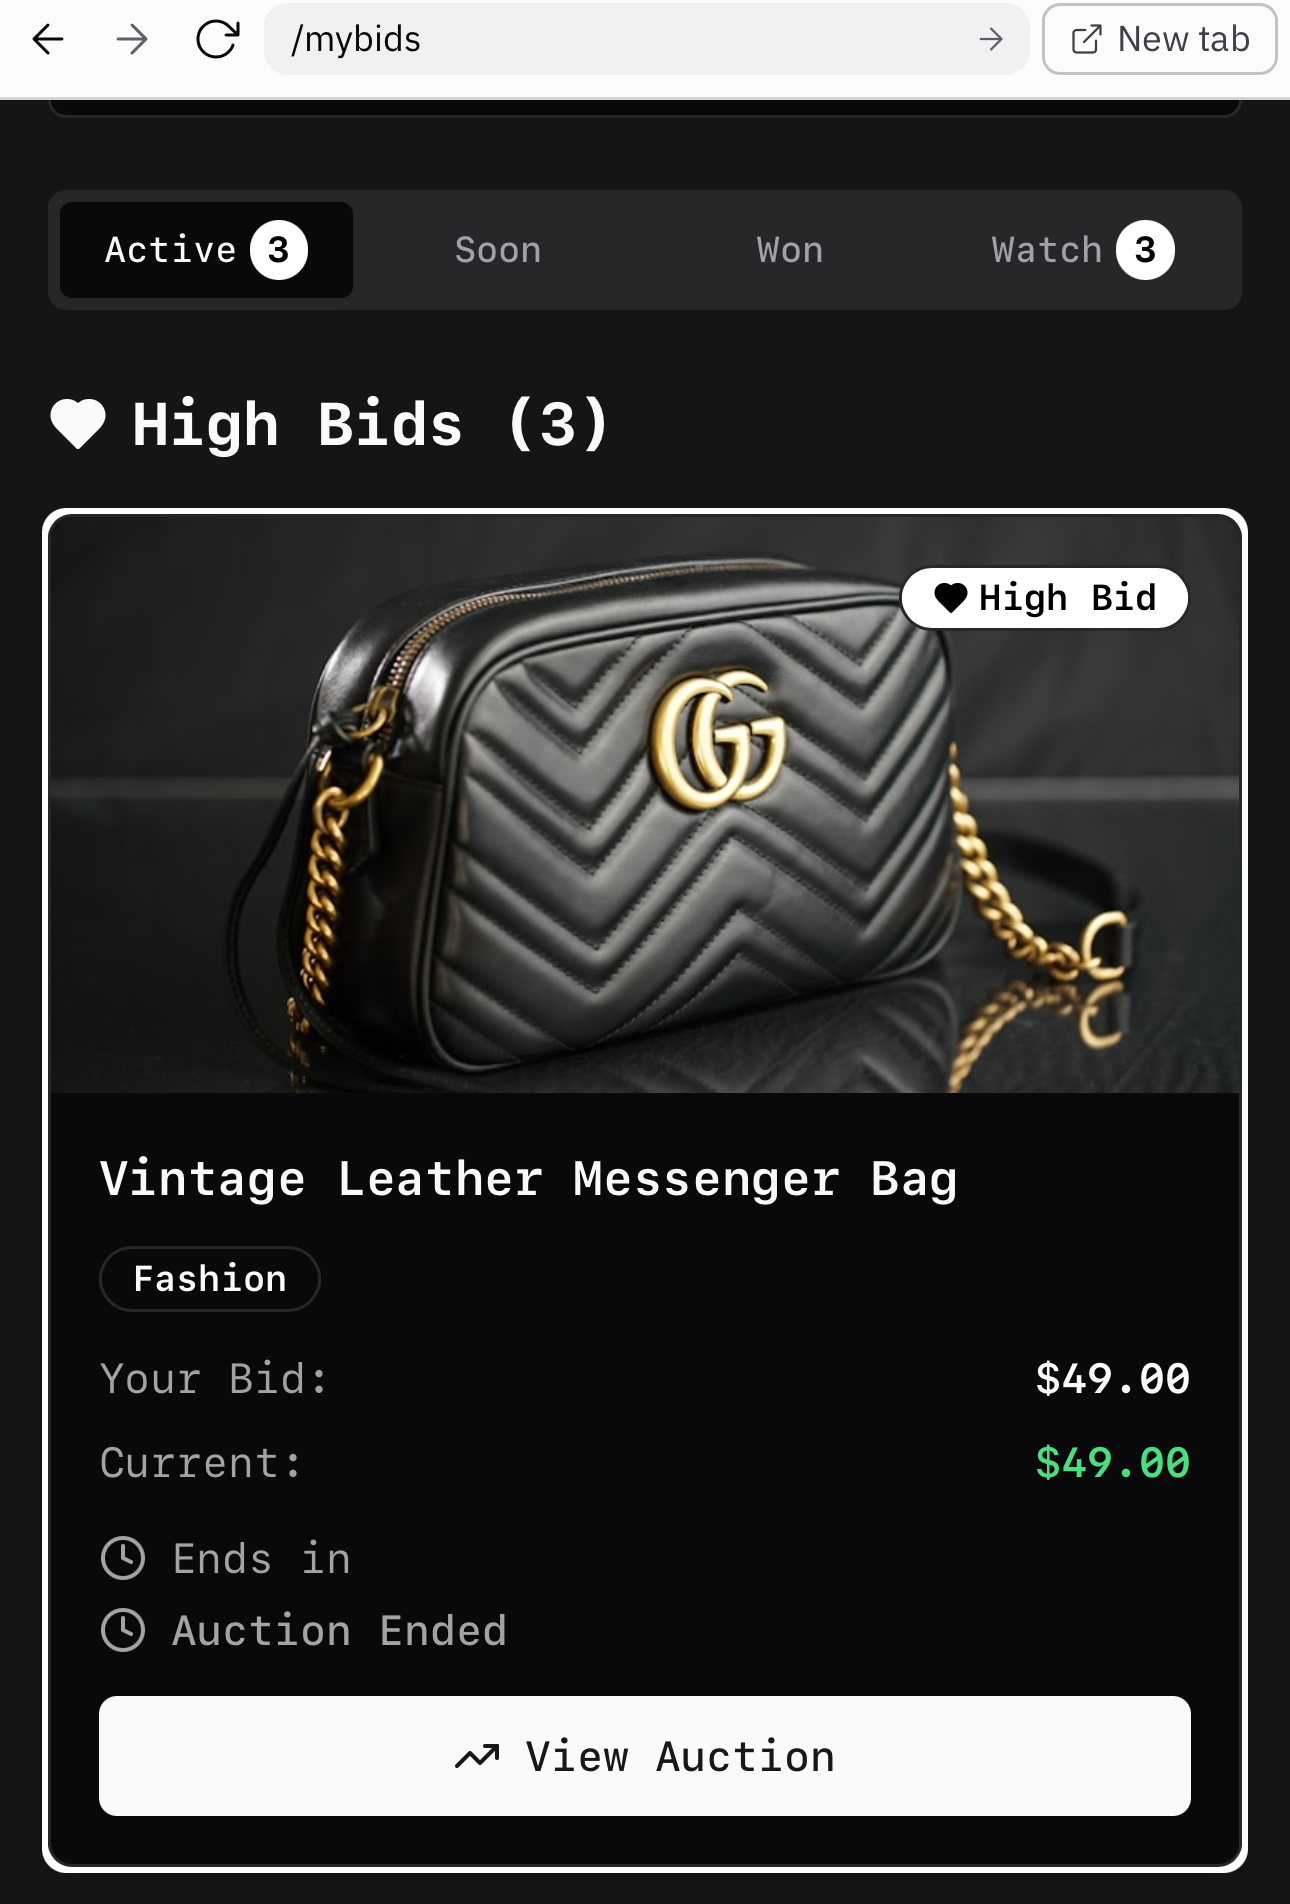 /mybids
New tab
Active 3 Soon Won Watch 3
High Bids (3)
High Bid
GG
Vintage Leather Messenger Bag
Fashion
Your Bid: $49.00
Current: $49.00
Ends in
Auction Ended
View Auction